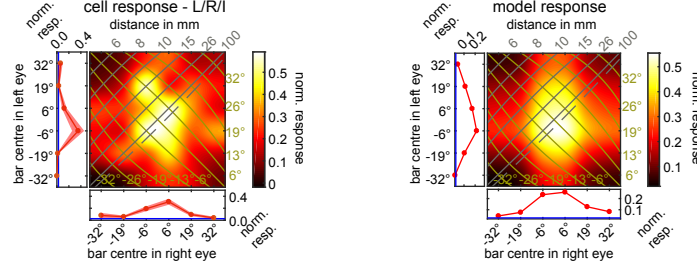 norm.
resp.
cell response - L/R/I
distance in mm
0.0
0.4
6 8 10 15 26 100
bar centre in left eye
32°
19°
6°
-6°
-19°
-32°
32°
26°
19°
13°
6°
-32° -26° -19° -13° -6°
0.5
0.4
0.3
0.2
0.1
0
norm. response
0.4
0.0
norm.
resp.
-32° -19° -6° 6° 19° 32°
bar centre in right eye
norm.
resp.
model response
distance in mm
0.1
0.2
6 8 10 15 26 100
bar centre in left eye
32°
19°
6°
-6°
-19°
-32°
32°
26°
19°
13°
6°
-32° -26° -19° -13° -6°
0.5
0.4
0.3
0.2
0.1
norm. response
0.2
0.1
norm.
resp.
-32° -19° -6° 6° 19° 32°
bar centre in right eye